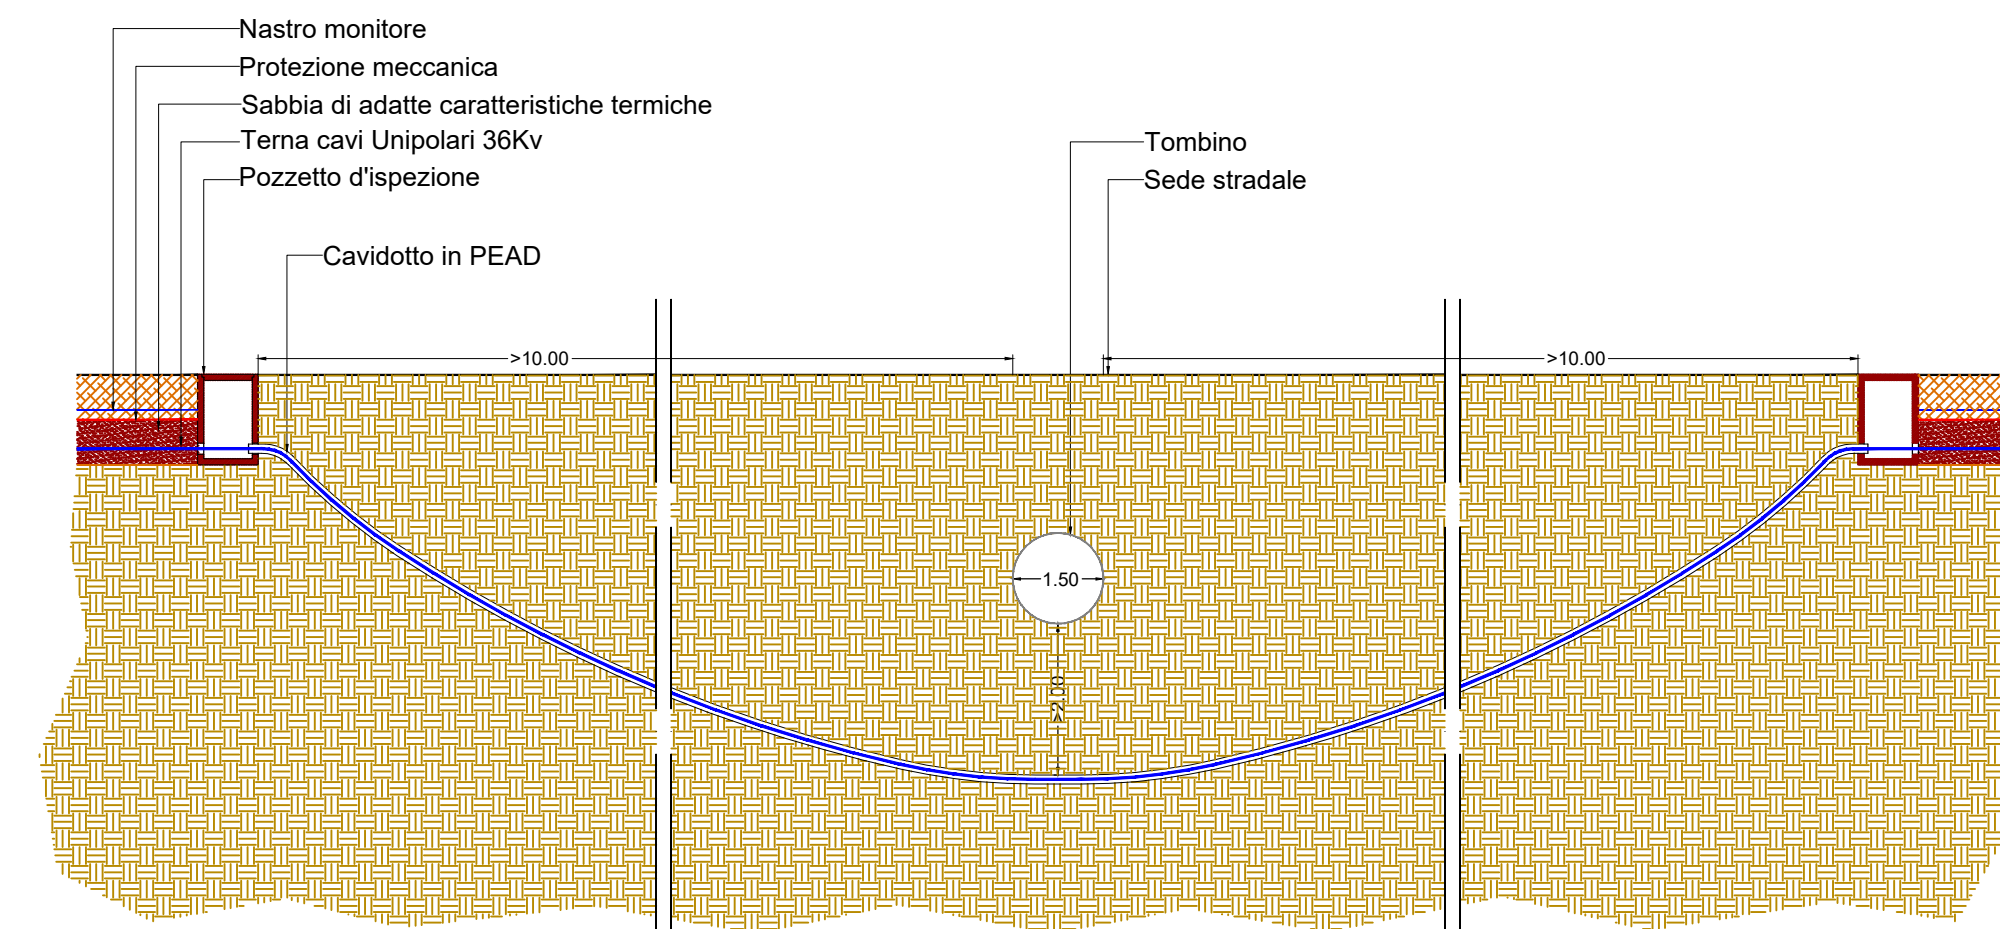 Nastro monitore
Protezione meccanica
Sabbia di adatte caratteristiche termiche
Terna cavi Unipolari 36Kv
Pozzetto d'ispezione
Cavidotto in PEAD
Tombino
Sede stradale
>10.00
>10.00
1.50
>2.00